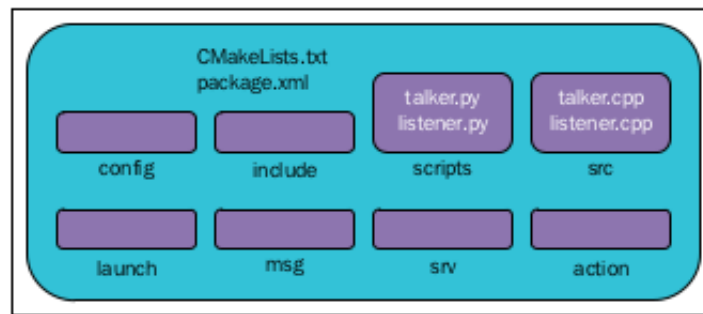 CMakeLists.txt
package.xml
talker.py
listener.py
talker.cpp
listener.cpp
config
include
scripts
src
launch
msg
srv
action